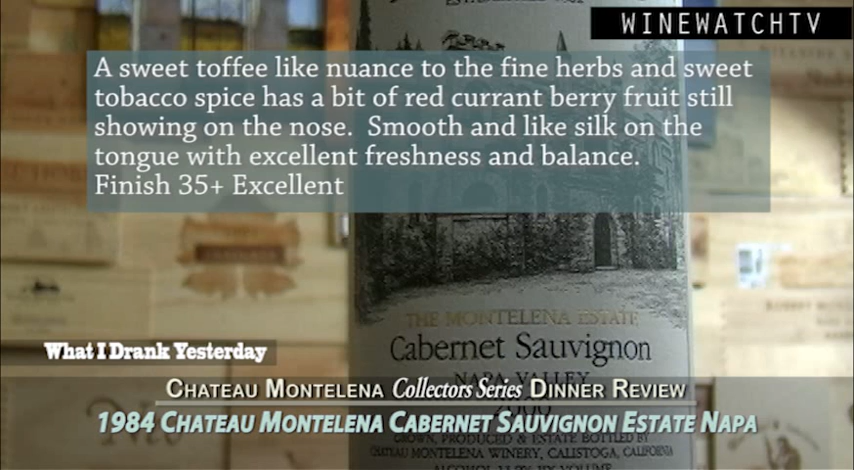 WINEWATCHTV
A sweet toffee like nuance to the fine herbs and sweet
tobacco spice has a bit of red currant berry fruit still
showing on the nose.  Smooth and like silk on the
tongue with excellent freshness and balance.
Finish 35+ Excellent
THE MONTELENA ESTATE
Cabernet Sauvignon
NAPA VALLEY
What I Drank Yesterday
CHATEAU MONTELENA Collectors Series DINNER REVIEW
1984 CHATEAU MONTELENA CABERNET SAUVIGNON ESTATE NAPA
GROWN, PRODUCED & ESTATE BOTTLED BY
CHATEAU MONTELENA WINERY, CALISTOGA, CALIFORNIA